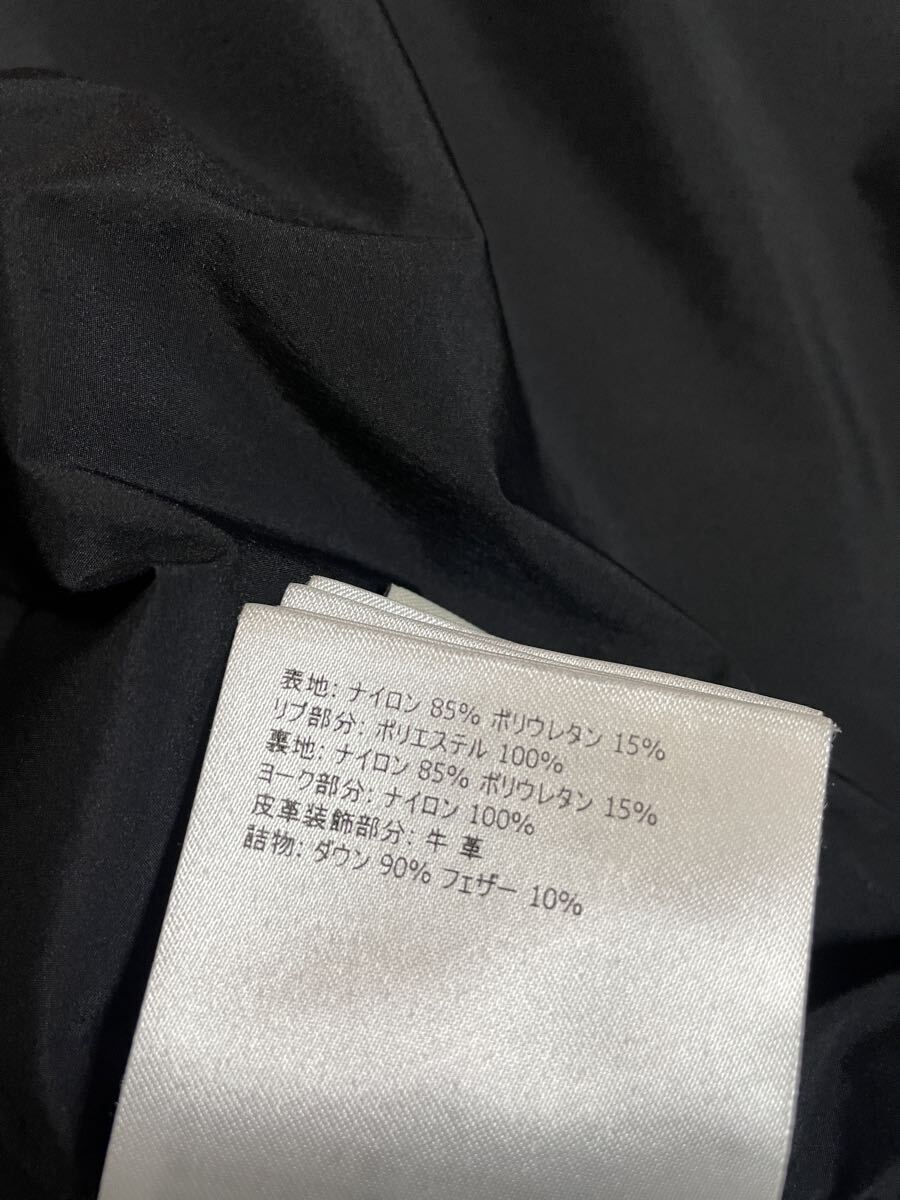 表地: ナイロン 85% ポリウレタン 15%
リブ部分: ポリエステル 100%
裏地: ナイロン 85% ポリウレタン 15%
ヨーク部分: ナイロン 100%
皮革装飾部分: 牛 革
詰物: ダウン 90% フェザー 10%